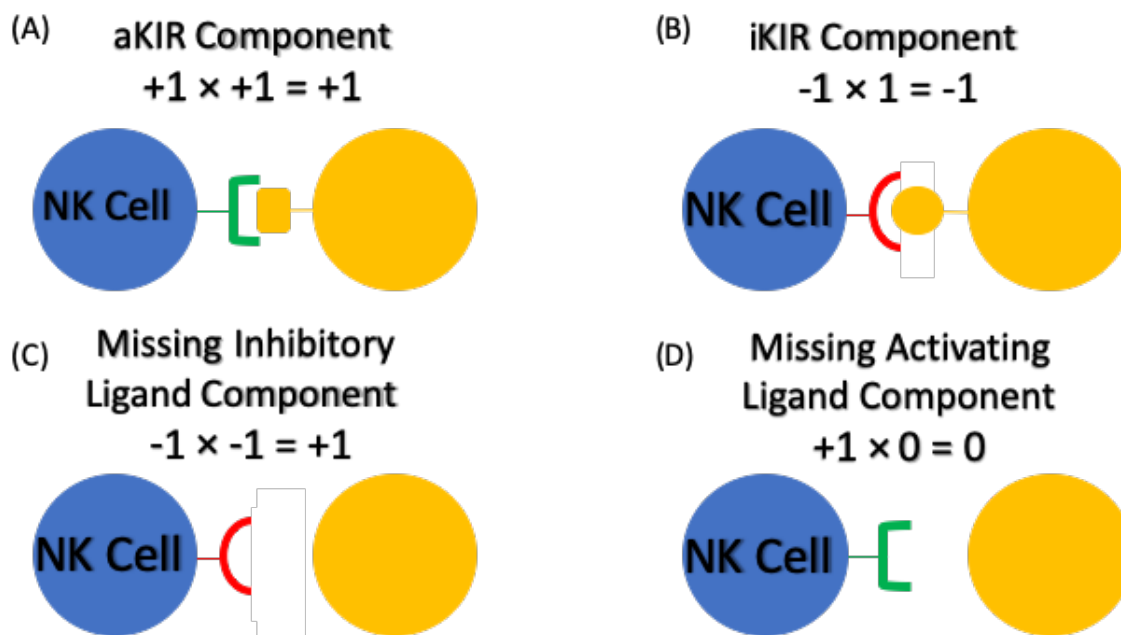 (A)
aKIR Component
+1 × +1 = +1
NK Cell
(B)
iKIR Component
-1 × 1 = -1
NK Cell
(C)
Missing Inhibitory
Ligand Component
-1 × -1 = +1
NK Cell
(D)
Missing Activating
Ligand Component
+1 × 0 = 0
NK Cell